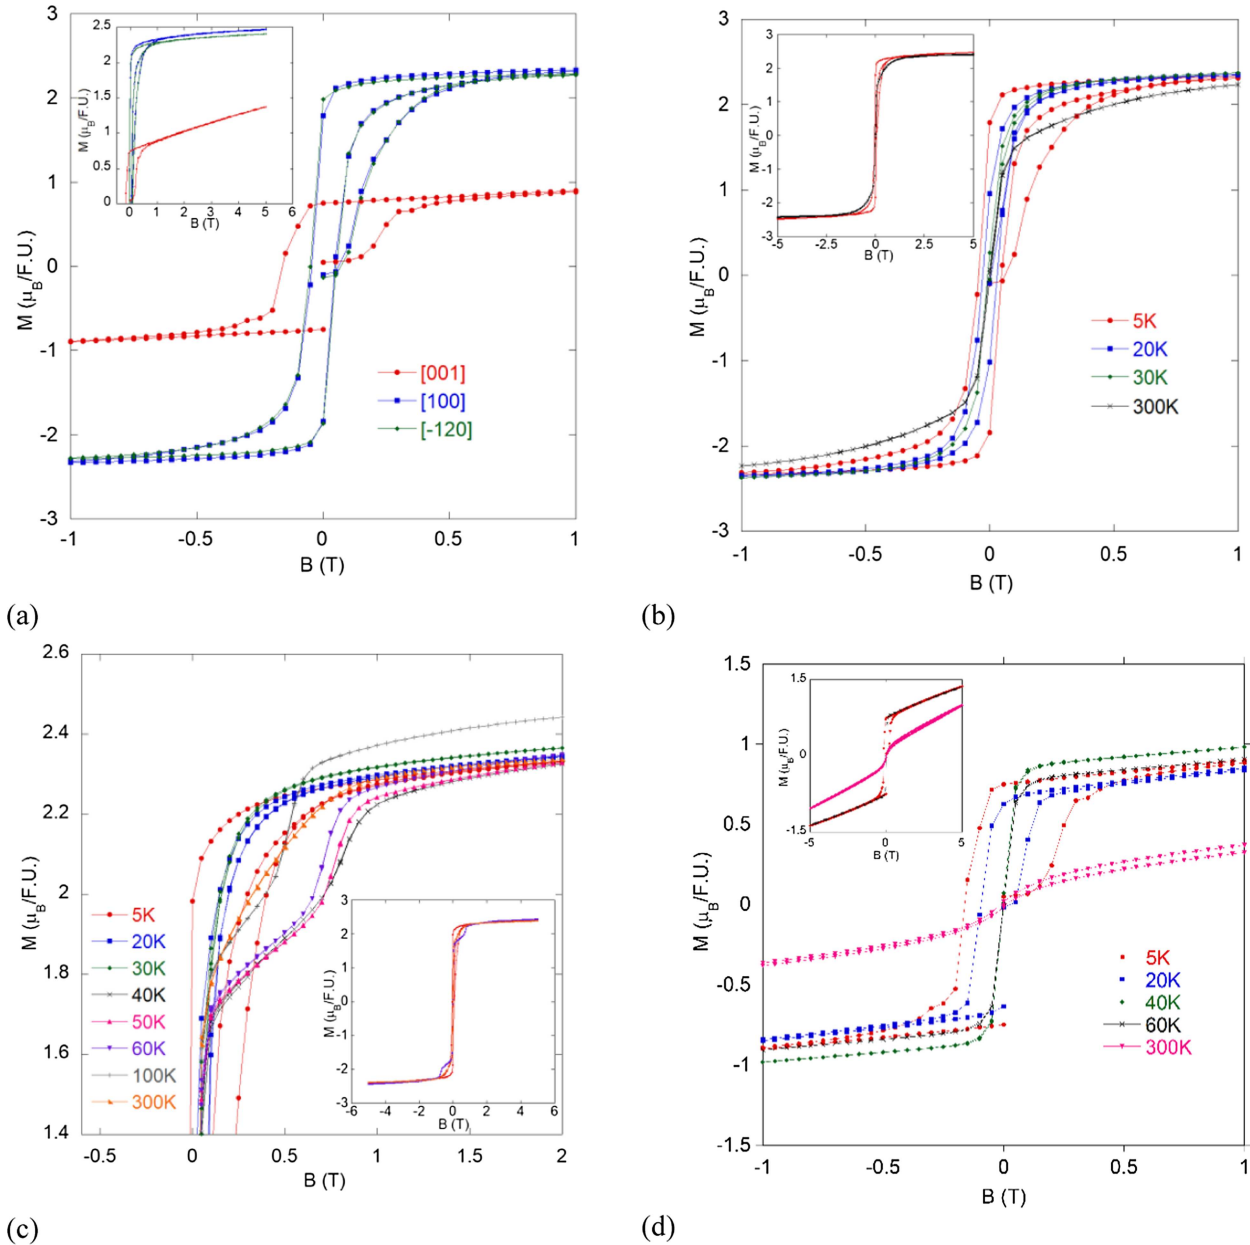 3
2
1
0
-1
-2
-3
M (μB/F.U.)
-1
-0.5
0
0.5
1
B (T)
2.5
2
1.5
1
0.5
0
M (μB/F.U.)
0
1
2
3
4
5
6
B (T)
[001]
[100]
[-120]
(a)
3
2
1
0
-1
-2
-3
M (μB/F.U.)
-1
-0.5
0
0.5
1
B (T)
3
2
1
0
-1
-2
-3
M (μB/F.U.)
-5
-2.5
0
2.5
5
B (T)
5K
20K
30K
300K
(b)
2.6
2.4
2.2
2
1.8
1.6
1.4
M (μB/F.U.)
-0.5
0
0.5
1
1.5
2
B (T)
5K
20K
30K
40K
50K
60K
100K
300K
3
2
1
0
-1
-2
-3
M (μB/F.U.)
-6
-4
-2
0
2
4
6
B (T)
(c)
1.5
1
0.5
0
-0.5
-1
-1.5
M (μB/F.U.)
-1
-0.5
0
0.5
1
B (T)
1.5
0
-1.5
M (μB/F.U.)
-5
0
5
B (T)
5K
20K
40K
60K
300K
(d)